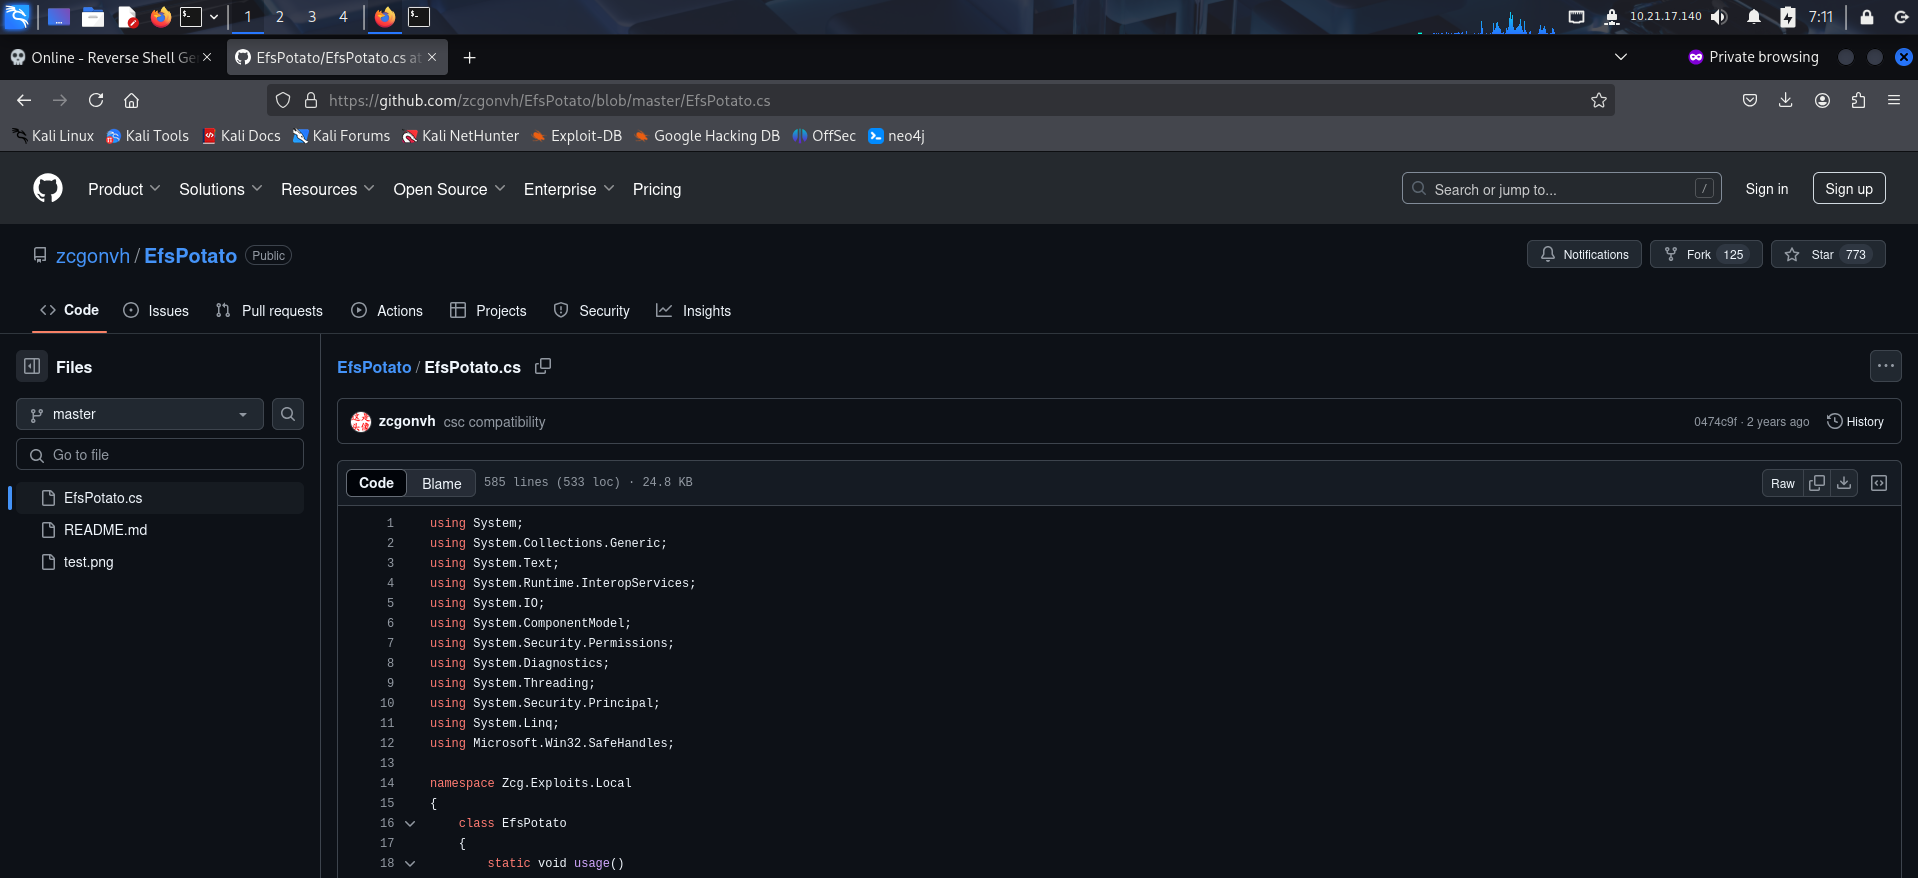 1 2 3 4 10.21.17.140 7:11
Online - Reverse Shell Ge
EfsPotato/EfsPotato.cs at
Private browsing
https://github.com/zcgonvh/EfsPotato/blob/master/EfsPotato.cs
Kali Linux Kali Tools Kali Docs Kali Forums Kali NetHunter Exploit-DB Google Hacking DB OffSec neo4j
Product Solutions Resources Open Source Enterprise Pricing
Search or jump to... /
Sign in
Sign up
zcgonvh / EfsPotato Public
Notifications
Fork 125
Star 773
Code Issues Pull requests Actions Projects Security Insights
Files
master
Go to file
EfsPotato.cs
README.md
test.png
EfsPotato / EfsPotato.cs
zcgonvh csc compatibility
0474c9f · 2 years ago
History
Code Blame 585 lines (533 loc) · 24.8 KB
Raw
1 using System;
2 using System.Collections.Generic;
3 using System.Text;
4 using System.Runtime.InteropServices;
5 using System.IO;
6 using System.ComponentModel;
7 using System.Security.Permissions;
8 using System.Diagnostics;
9 using System.Threading;
10 using System.Security.Principal;
11 using System.Linq;
12 using Microsoft.Win32.SafeHandles;
13
14 namespace Zcg.Exploits.Local
15 {
16 class EfsPotato
17 {
18 static void usage()